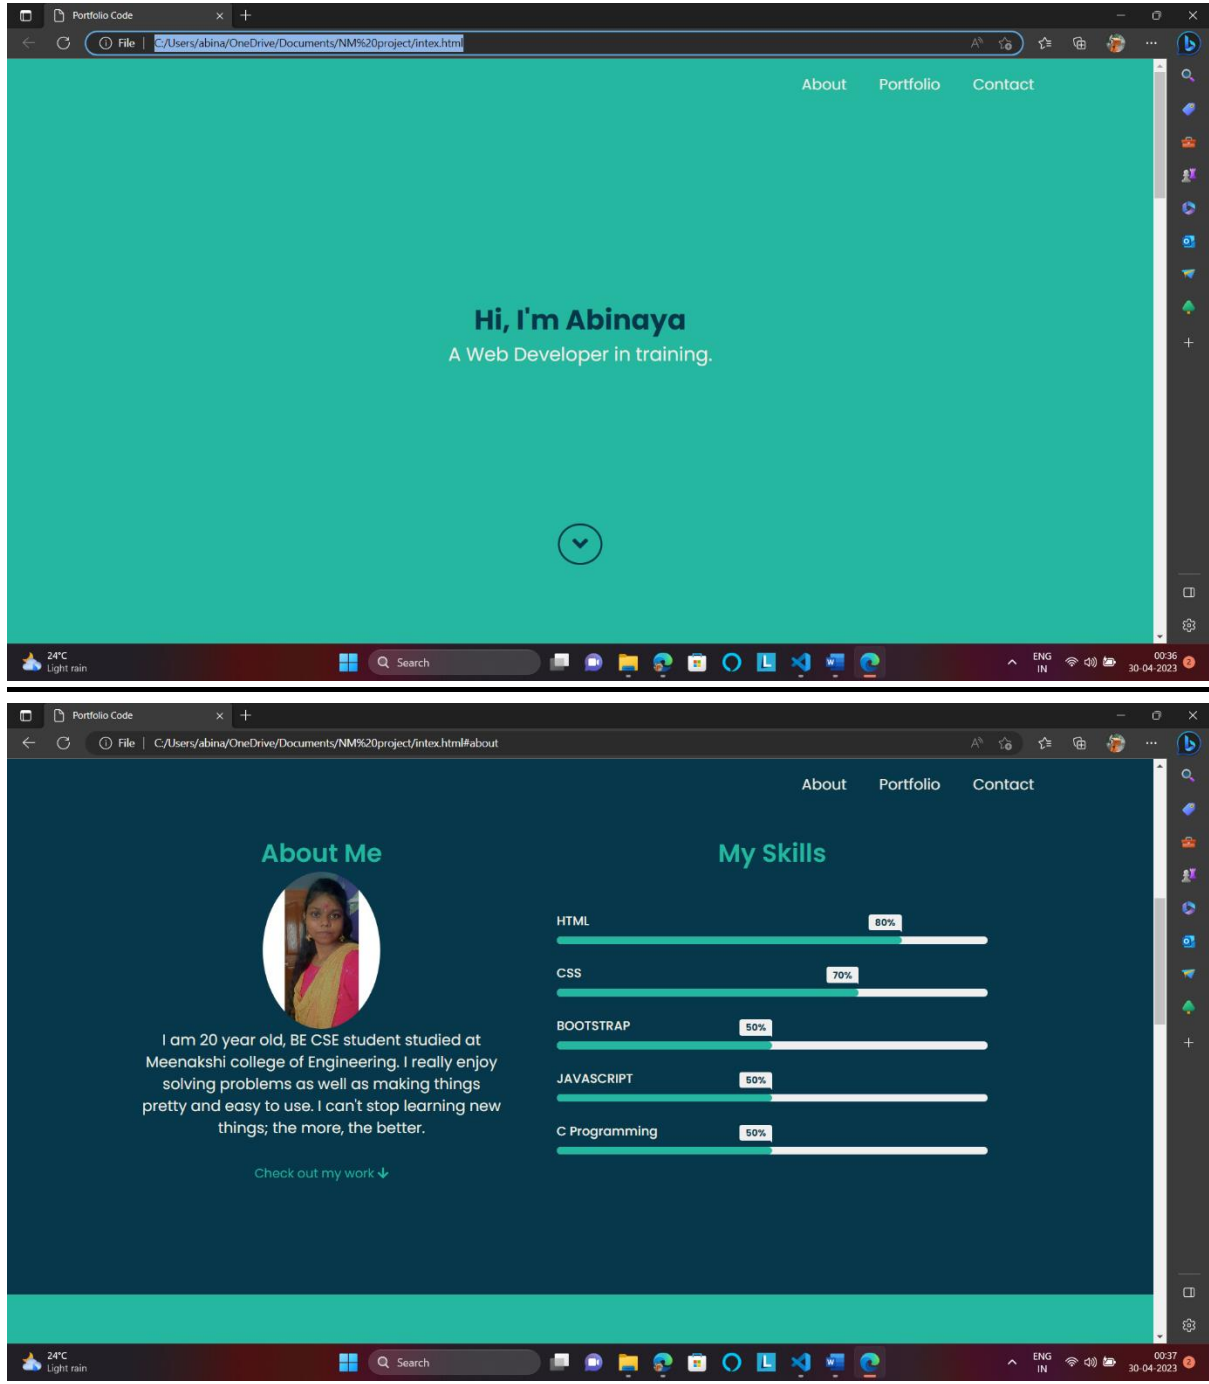 Portfolio Code
File | C:/Users/abina/OneDrive/Documents/NM%20project/intex.html
About Portfolio Contact
Hi, I'm Abinaya
A Web Developer in training.
24°C
Light rain
Search
ENG
IN
00:36
30-04-2023
2
Portfolio Code
File | C:/Users/abina/OneDrive/Documents/NM%20project/intex.html#about
About Portfolio Contact
About Me
I am 20 year old, BE CSE student studied at
Meenakshi college of Engineering. I really enjoy
solving problems as well as making things
pretty and easy to use. I can't stop learning new
things; the more, the better.
Check out my work
My Skills
HTML 80%
CSS 70%
BOOTSTRAP 50%
JAVASCRIPT 50%
C Programming 50%
24°C
Light rain
Search
ENG
IN
00:37
30-04-2023
2